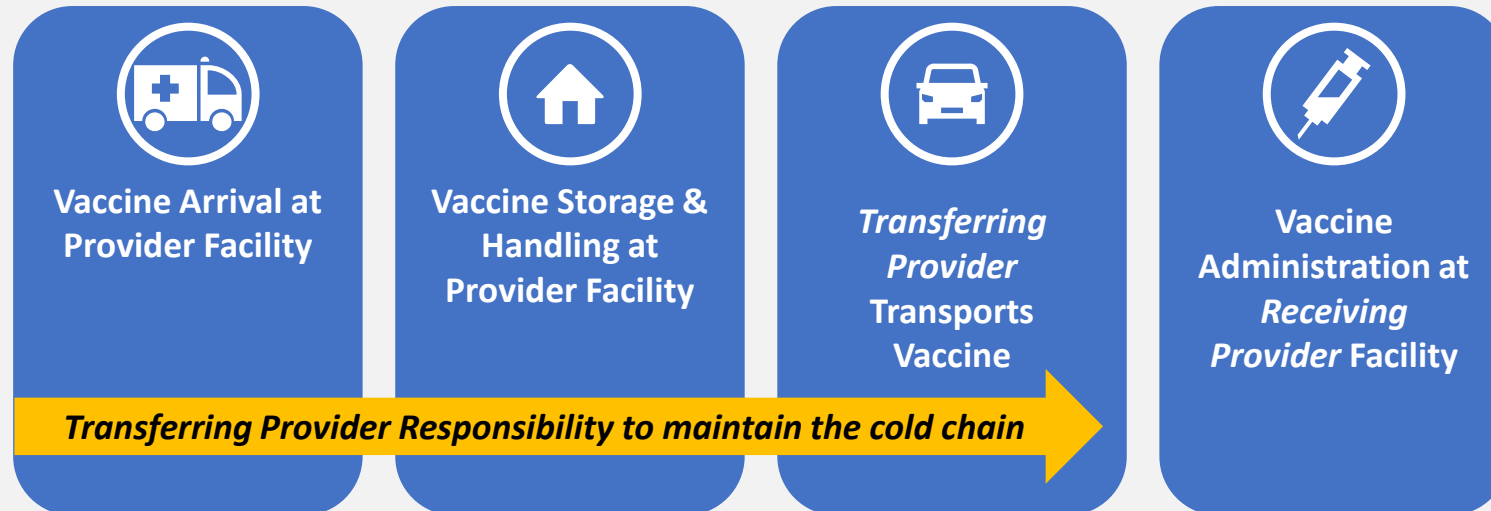 Vaccine Arrival at
Provider Facility
Vaccine Storage &
Handling at
Provider Facility
Transferring
Provider
Transports
Vaccine
Vaccine
Administration at
Receiving
Provider Facility
Transferring Provider Responsibility to maintain the cold chain